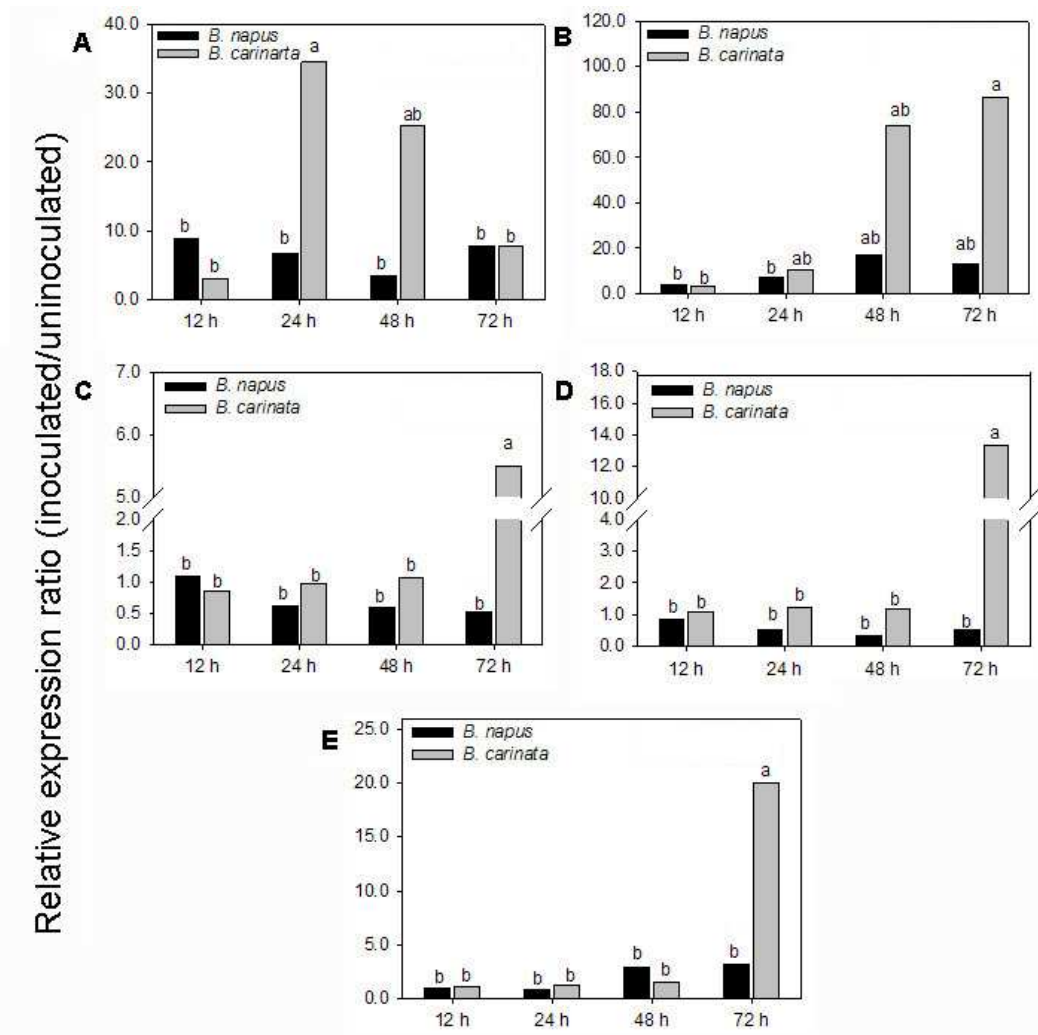 Relative expression ratio (inoculated/uninoculated)
A
B. napus
B. carinarta
40.0
30.0
20.0
10.0
0.0
b
b
b
a
b
ab
b
b
12 h
24 h
48 h
72 h
B
B. napus
B. carinata
120.0
100.0
80.0
60.0
40.0
20.0
0.0
b
b
b
ab
ab
ab
ab
a
12 h
24 h
48 h
72 h
C
B. napus
B. carinata
7.0
6.0
5.0
2.0
1.5
1.0
0.5
0.0
b
b
b
b
b
b
b
a
12 h
24 h
48 h
72 h
D
B. napus
B. carinata
18.0
16.0
14.0
12.0
10.0
4.0
3.0
2.0
1.0
0.0
b
b
b
b
b
b
b
a
12 h
24 h
48 h
72 h
E
B. napus
B. carinata
25.0
20.0
15.0
10.0
5.0
0.0
b
b
b
b
b
b
b
a
12 h
24 h
48 h
72 h